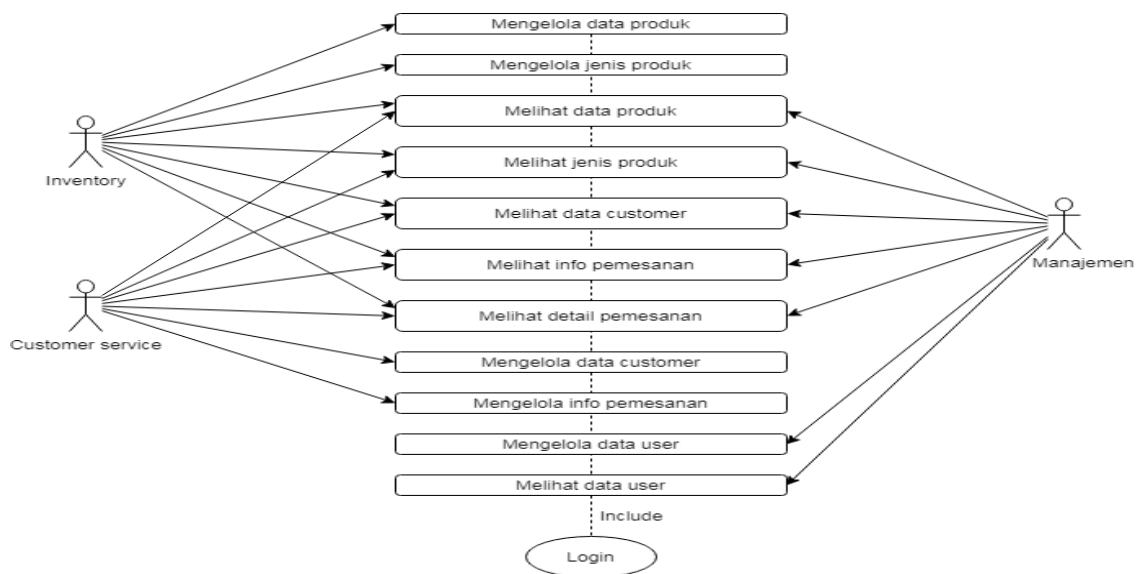 Mengelola data produk
Mengelola jenis produk
Melihat data produk
Melihat jenis produk
Inventory
Melihat data customer
Melihat info pemesanan
Manajemen
Melihat detail pemesanan
Customer service
Mengelola data customer
Mengelola info pemesanan
Mengelola data user
Melihat data user
Include
Login